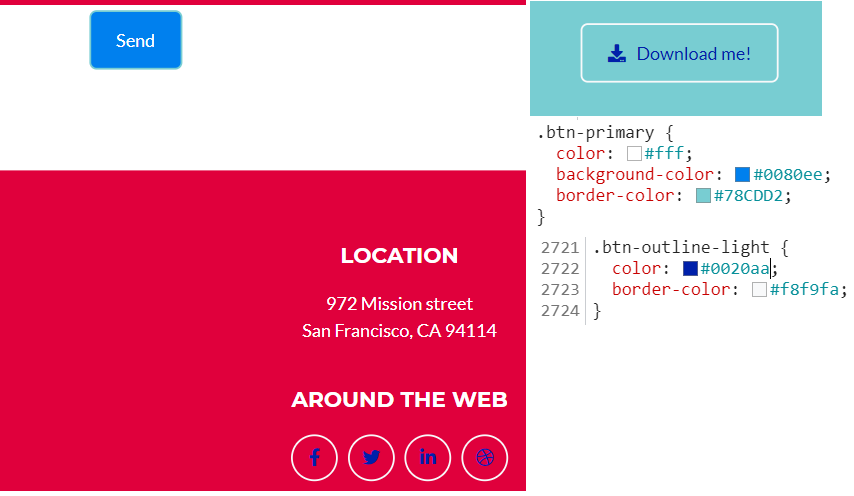 Send
LOCATION
972 Mission street
San Francisco, CA 94114
AROUND THE WEB
Download me!
.btn-primary {
color: #fff;
background-color: #0080ee;
border-color: #78CDD2;
}
2721 .btn-outline-light {
2722 color: #0020aa;
2723 border-color: #f8f9fa;
2724 }